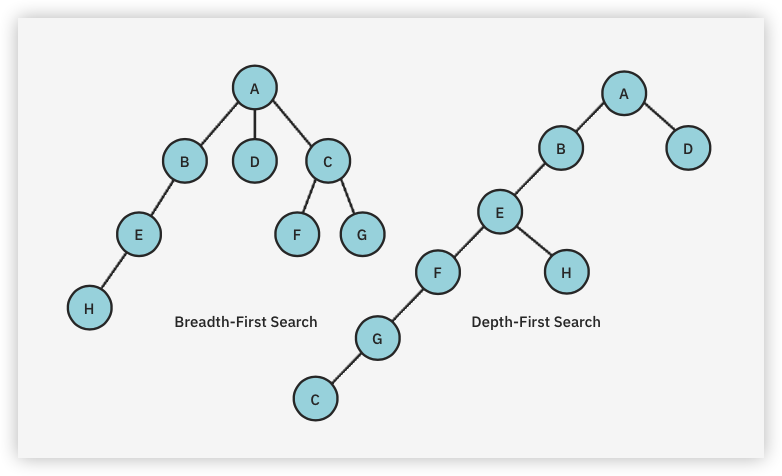 A
B
D
C
E
F
G
H
Breadth-First Search
A
B
D
E
F
H
G
C
Depth-First Search